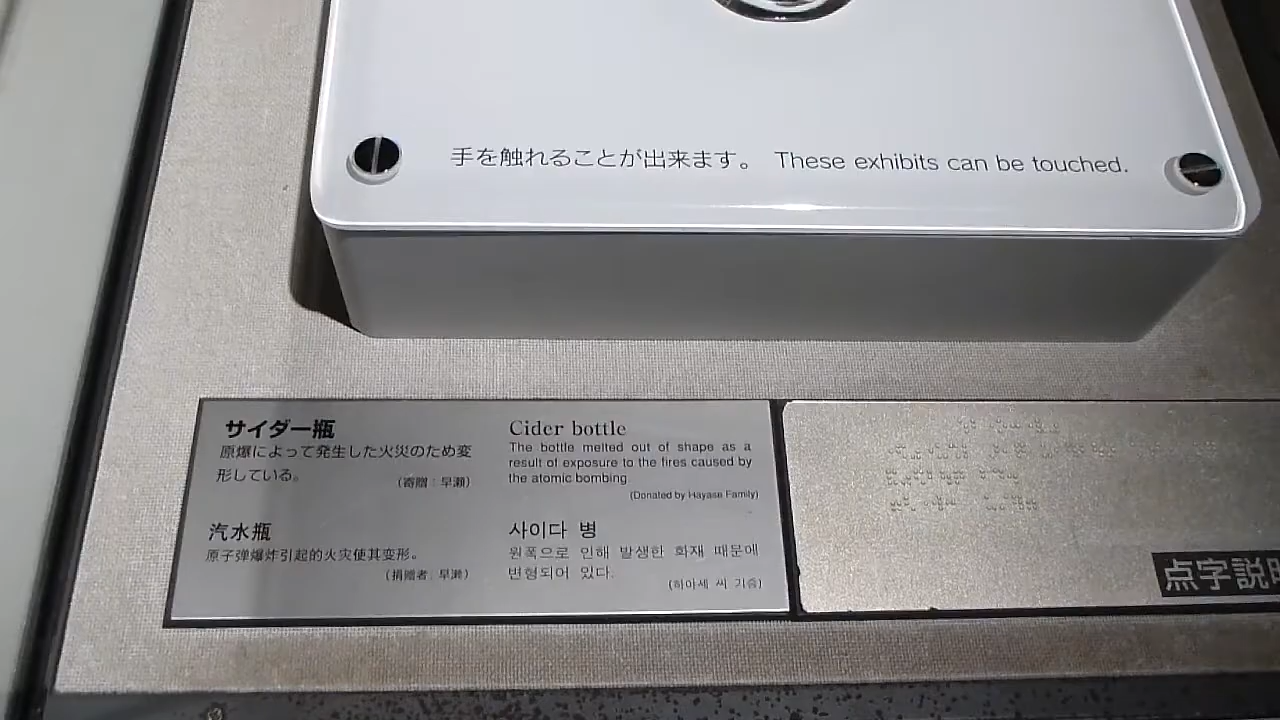 手を触れることが出来ます。 These exhibits can be touched.
サイダー瓶
原爆によって発生した火災のため変
形している。
（寄贈：早瀬）
Cider bottle
The bottle melted out of shape as a
result of exposure to the fires caused by
the atomic bombing
(Donated by Hayase Family)
汽水瓶
原子弹爆炸引起的火灾使其变形。
（捐赠者：早濑）
사이다 병
원폭으로 인해 발생한 화재 때문에
변형되어 있다.
(하야세 씨 기증)
点字説